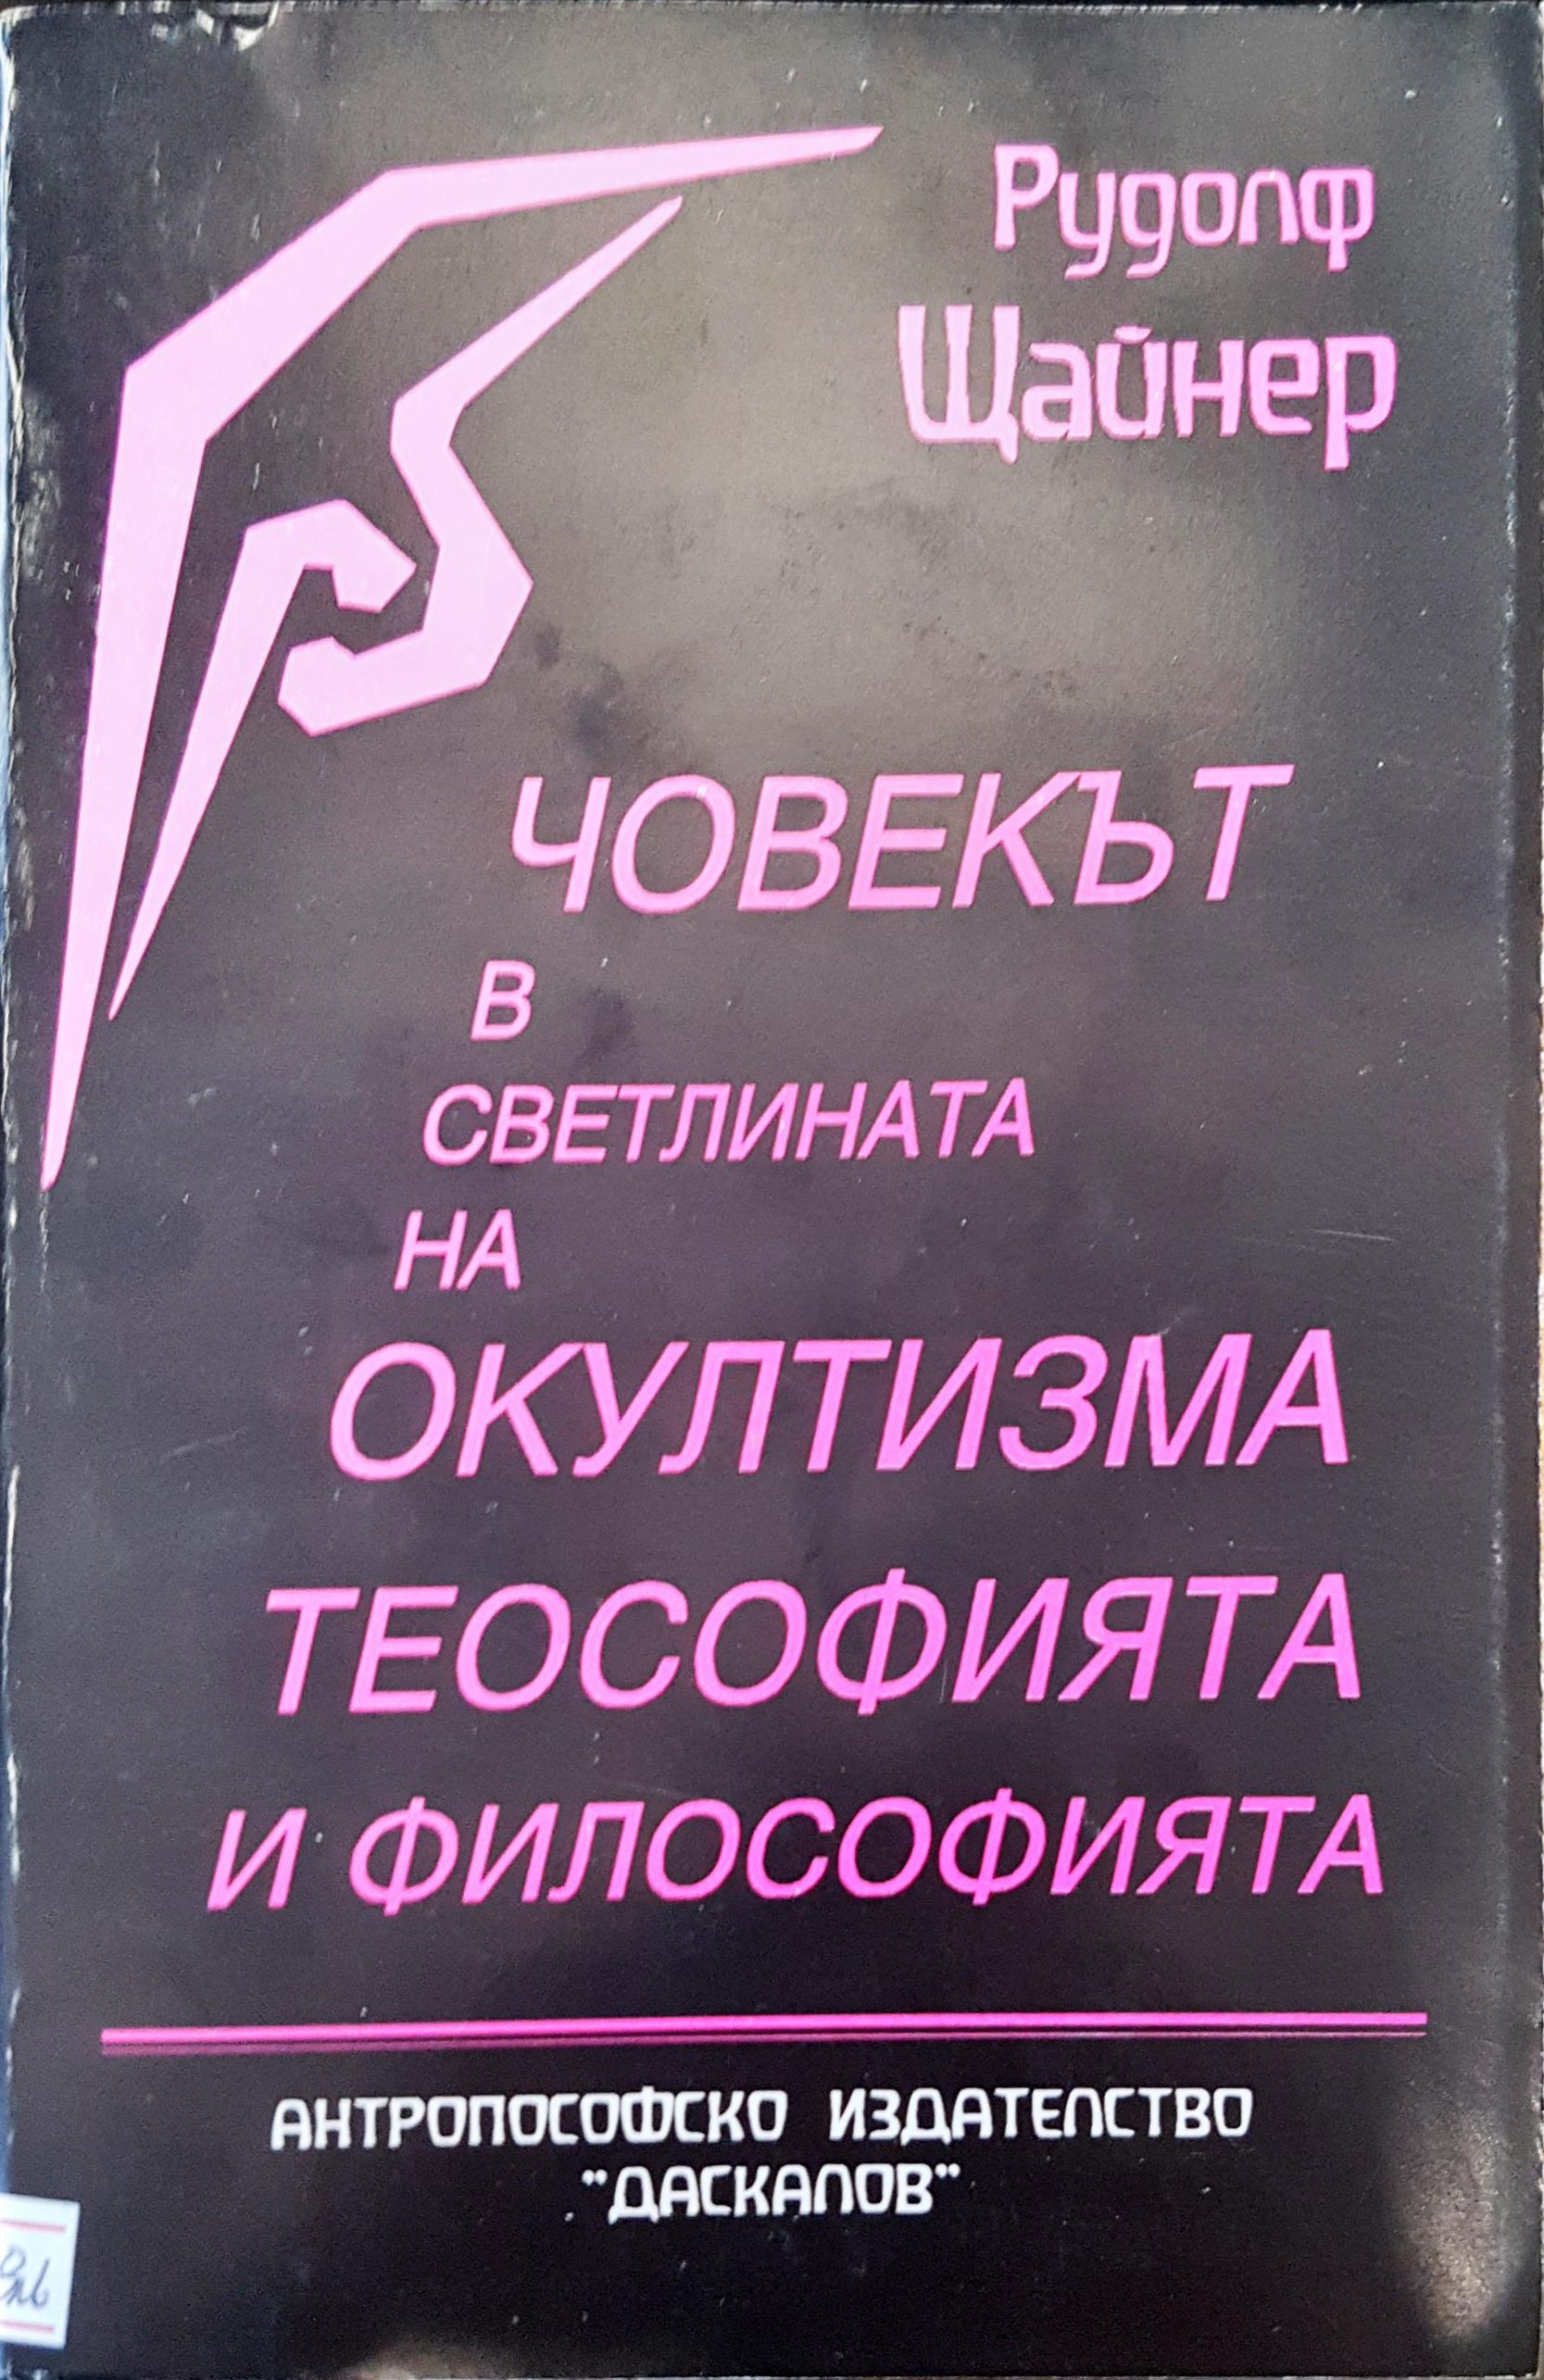 Рудолф
Щайнер
ЧОВЕКЪТ
В
СВЕТЛИНАТА
НА
ОКУЛТИЗМА
ТЕОСОФИЯТА
И ФИЛОСОФИЯТА
АНТРОПОСОФСКО ИЗДАТЕЛСТВО
"ДАСКАЛОВ"